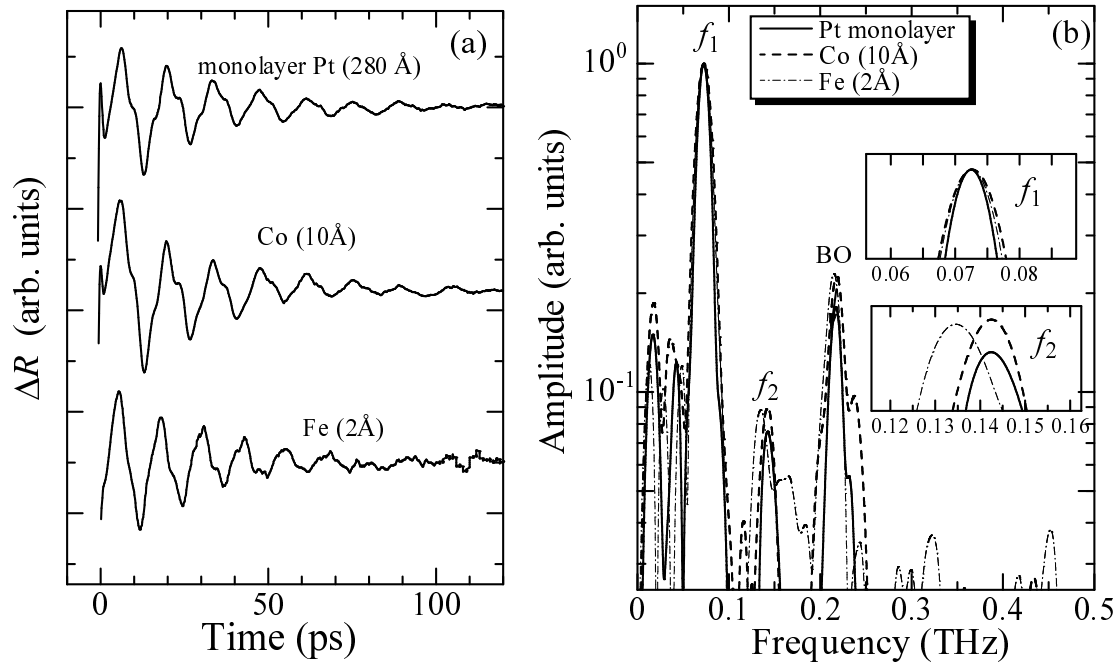 (a)
monolayer Pt (280 Å)
Co (10Å)
Fe (2Å)
ΔR (arb. units)
0 50 100
Time (ps)
(b)
Pt monolayer
Co (10Å)
Fe (2Å)
f1
f2
BO
f1
0.06 0.07 0.08
f2
0.12 0.13 0.14 0.15 0.16
10^0
10^-1
Amplitude (arb. units)
0 0.1 0.2 0.3 0.4 0.5
Frequency (THz)